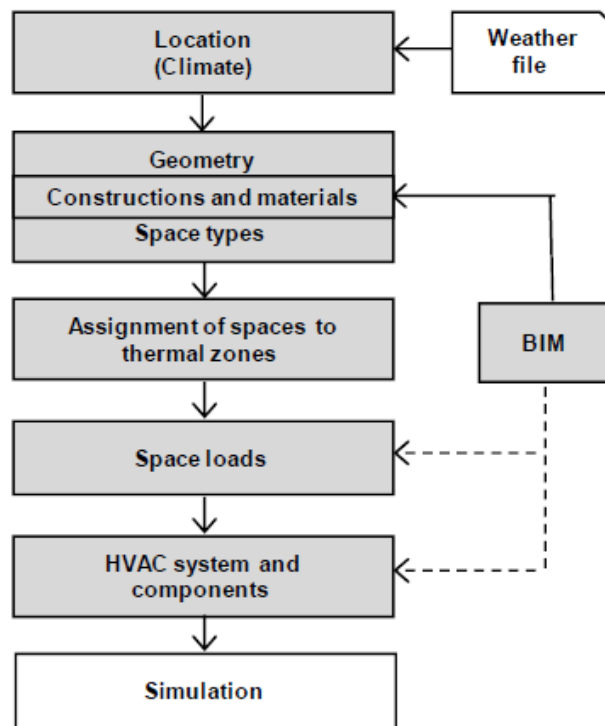 Location
(Climate)
Weather
file
Geometry
Constructions and materials
Space types
Assignment of spaces to
thermal zones
BIM
Space loads
HVAC system and
components
Simulation